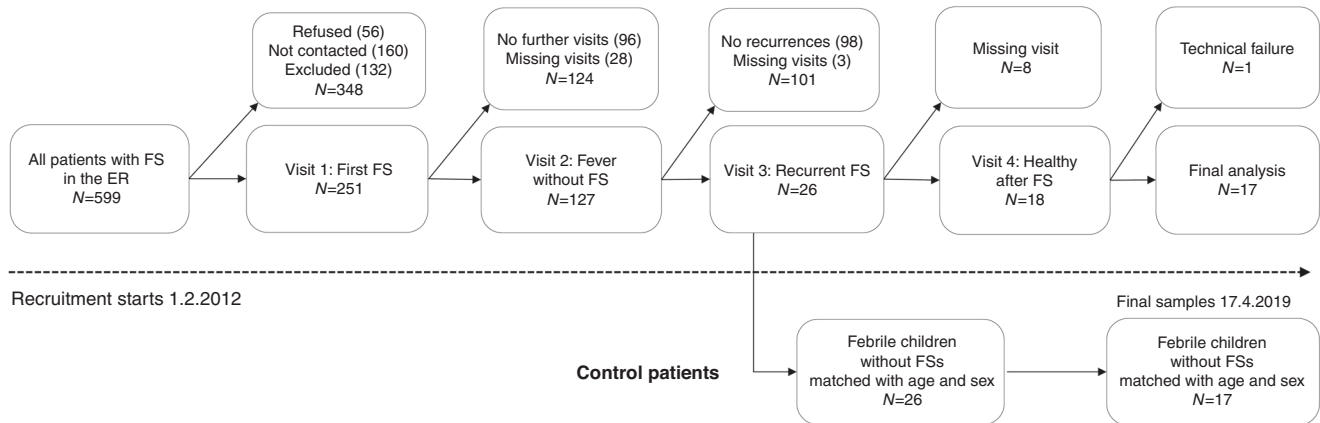 Refused (56)
Not contacted (160)
Excluded (132)
N=348
No further visits (96)
Missing visits (28)
N=124
No recurrences (98)
Missing visits (3)
N=101
Missing visit
N=8
Technical failure
N=1
All patients with FS
in the ER
N=599
Visit 1: First FS
N=251
Visit 2: Fever
without FS
N=127
Visit 3: Recurrent FS
N=26
Visit 4: Healthy
after FS
N=18
Final analysis
N=17
Recruitment starts 1.2.2012
Final samples 17.4.2019
Control patients
Febrile children
without FSs
matched with age and sex
N=26
Febrile children
without FSs
matched with age and sex
N=17